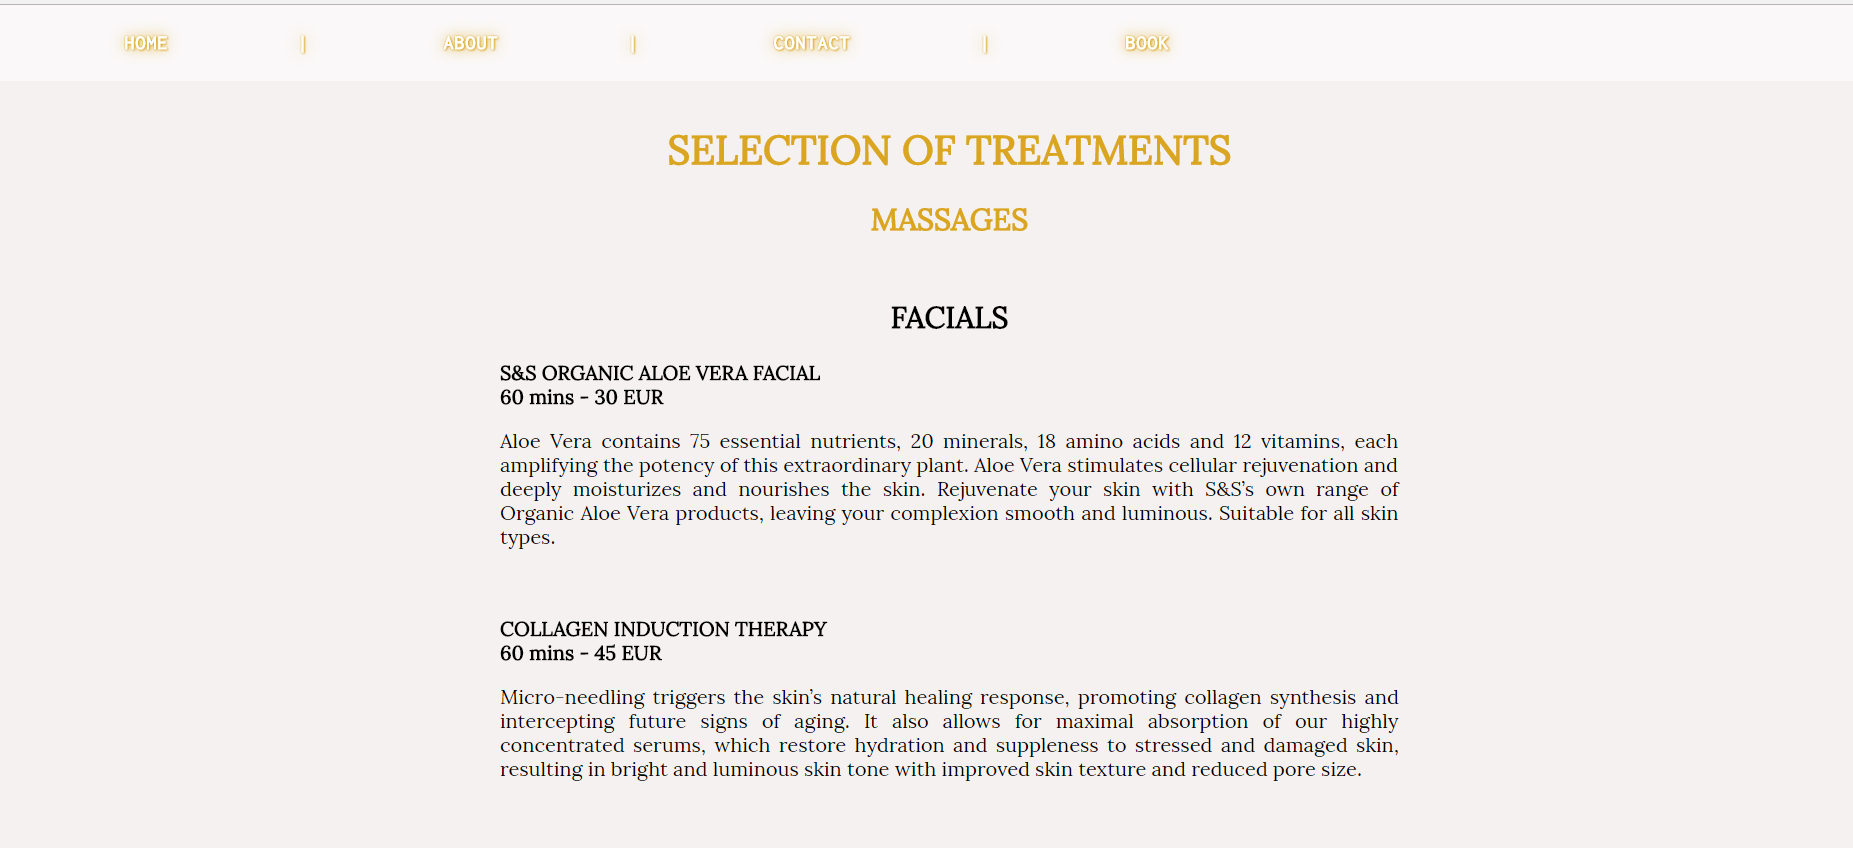 HOME | ABOUT | CONTACT | BOOK
SELECTION OF TREATMENTS
MASSAGES
FACIALS
S&S ORGANIC ALOE VERA FACIAL
60 mins - 30 EUR
Aloe Vera contains 75 essential nutrients, 20 minerals, 18 amino acids and 12 vitamins, each
amplifying the potency of this extraordinary plant. Aloe Vera stimulates cellular rejuvenation and
deeply moisturizes and nourishes the skin. Rejuvenate your skin with S&S’s own range of
Organic Aloe Vera products, leaving your complexion smooth and luminous. Suitable for all skin
types.
COLLAGEN INDUCTION THERAPY
60 mins - 45 EUR
Micro-needling triggers the skin’s natural healing response, promoting collagen synthesis and
intercepting future signs of aging. It also allows for maximal absorption of our highly
concentrated serums, which restore hydration and suppleness to stressed and damaged skin,
resulting in bright and luminous skin tone with improved skin texture and reduced pore size.